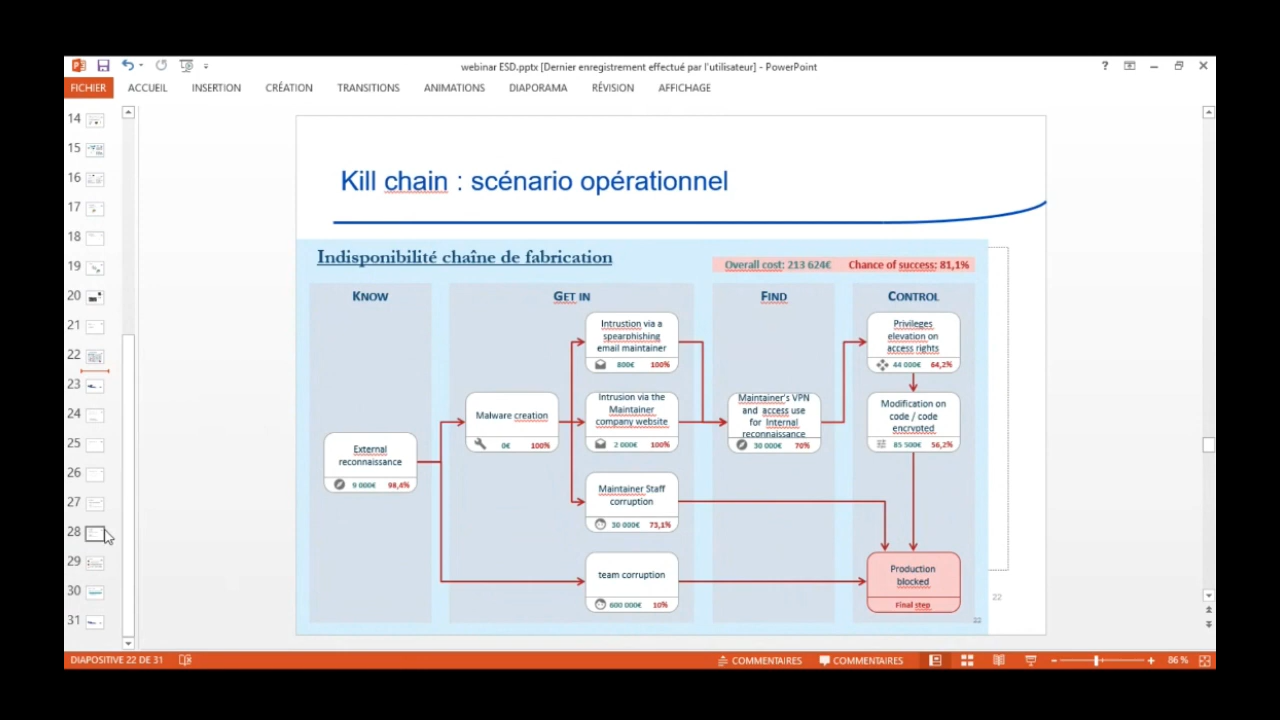 webinar ESD.pptx [Dernier enregistrement effectué par l'utilisateur] - PowerPoint
?
FICHIER ACCUEIL INSERTION CRÉATION TRANSITIONS ANIMATIONS DIAPORAMA RÉVISION AFFICHAGE
14
15
16
17
18
19
20
21
22
23
24
25
26
27
28
29
30
31
Kill chain : scénario opérationnel
Indisponibilité chaîne de fabrication
Overall cost: 213 624€ Chance of success: 81,1%
KNOW
External
reconnaissance
9 000€ 98,4%
GET IN
Malware creation
0€ 100%
Intrustion via a
spearphishing
email maintainer
800€ 100%
Intrusion via the
Maintainer
company website
2 000€ 100%
Maintainer Staff
corruption
30 000€ 73,1%
team corruption
600 000€ 10%
FIND
Maintainer's VPN
and access use
for Internal
reconnaissance
30 000€ 70%
CONTROL
Privileges
elevation on
access rights
44 000€ 64,2%
Modification on
code / code
encrypted
85 500€ 56,2%
Production
blocked
Final step
22
22
DIAPOSITIVE 22 DE 31 COMMENTAIRES COMMENTAIRES 86 %